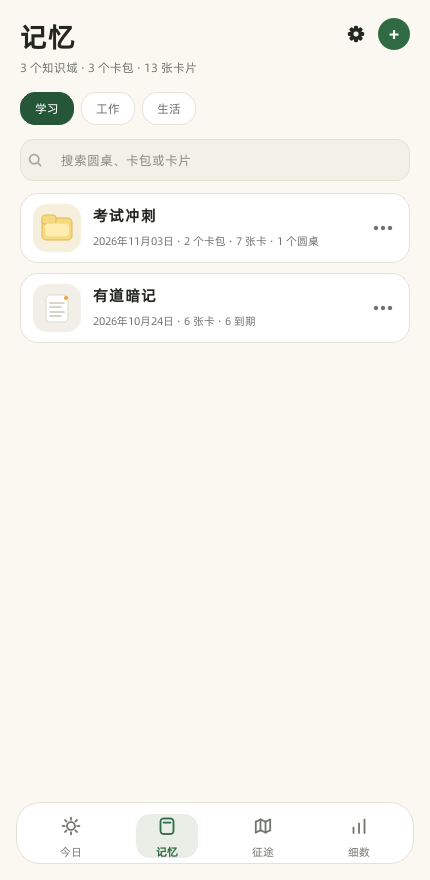 记忆
3 个知识域 · 3 个卡包 · 13 张卡片
学习
工作
生活
搜索圆桌、卡包或卡片
考试冲刺
2026年11月03日 · 2 个卡包 · 7 张卡 · 1 个圆桌
有道暗记
2026年10月24日 · 6 张卡 · 6 到期
今日
记忆
征途
细数